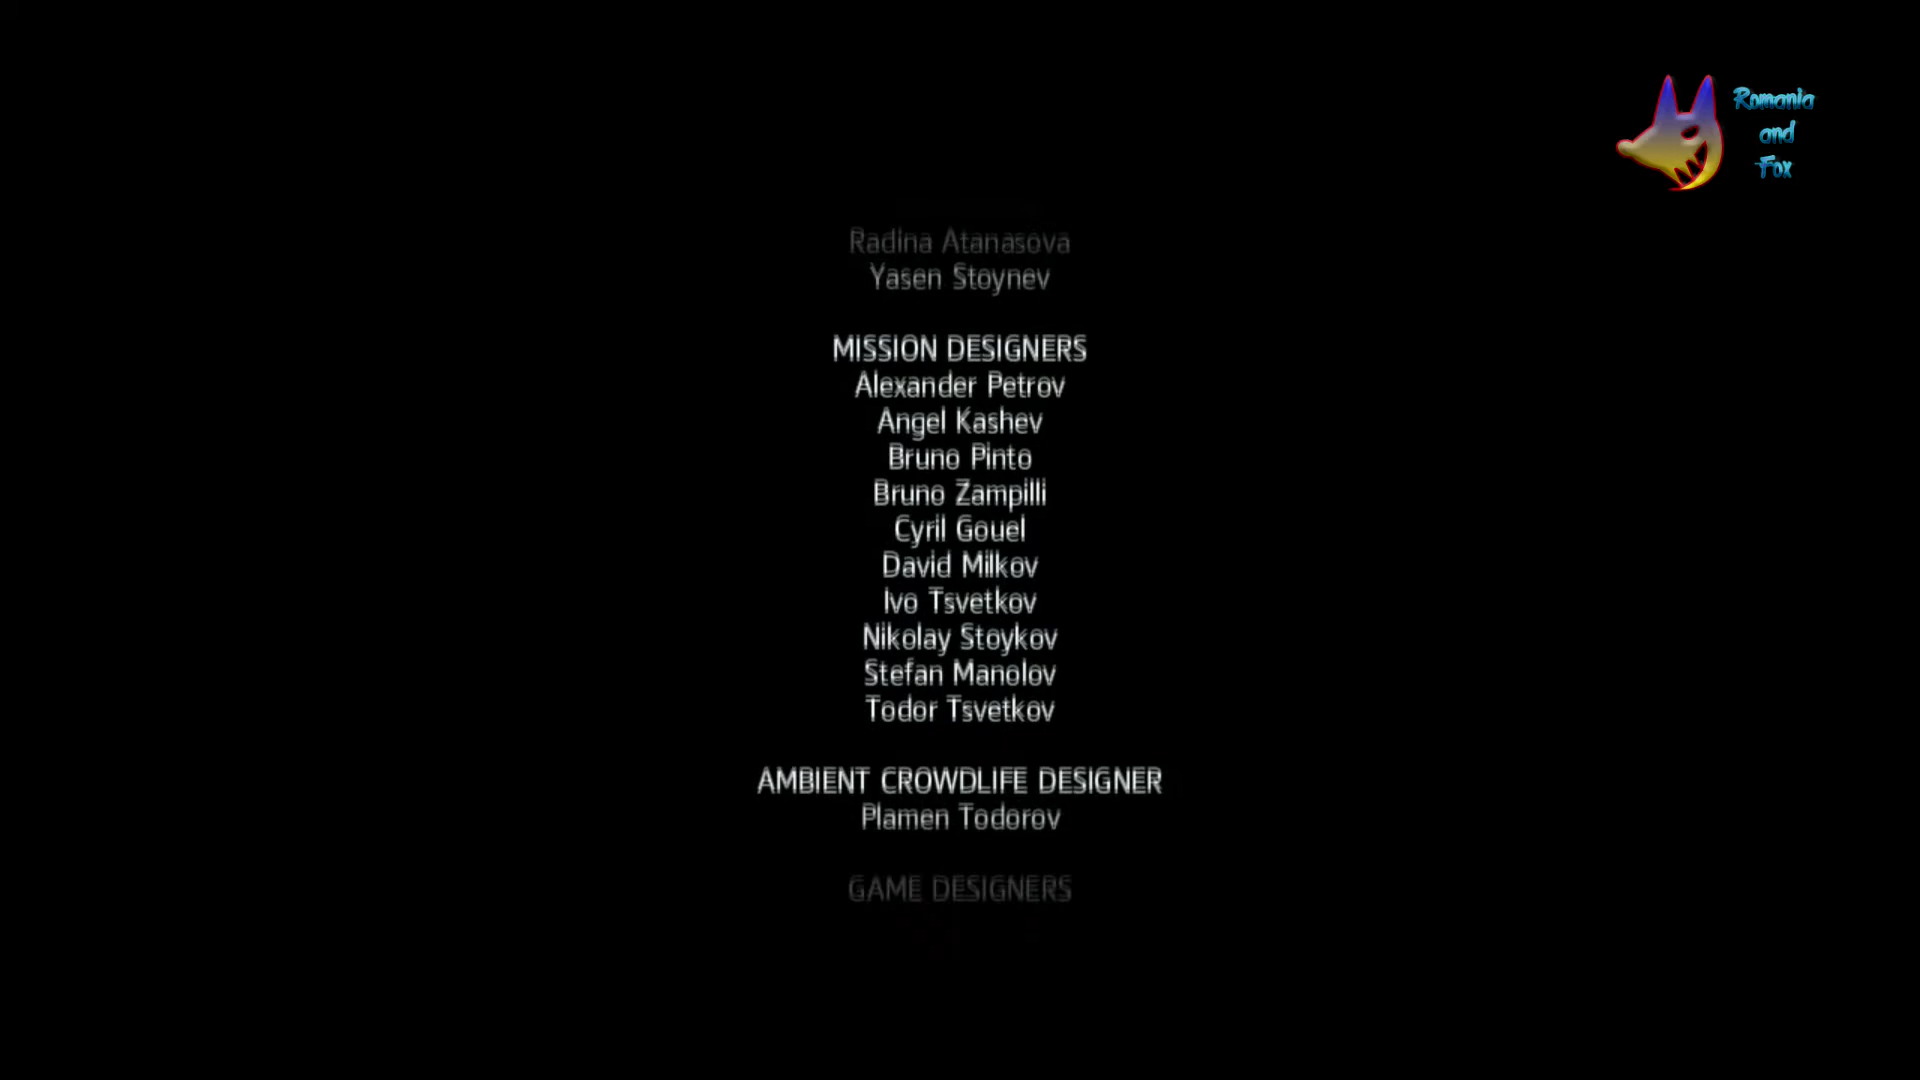 Romania
and
Fox
Radina Atanasova
Yasen Stoynev
MISSION DESIGNERS
Alexander Petrov
Angel Kashev
Bruno Pinto
Bruno Zampilli
Cyril Gouel
David Milkov
Ivo Tsvetkov
Nikolay Stoykov
Stefan Manolov
Todor Tsvetkov
AMBIENT CROWDLIFE DESIGNER
Plamen Todorov
GAME DESIGNERS